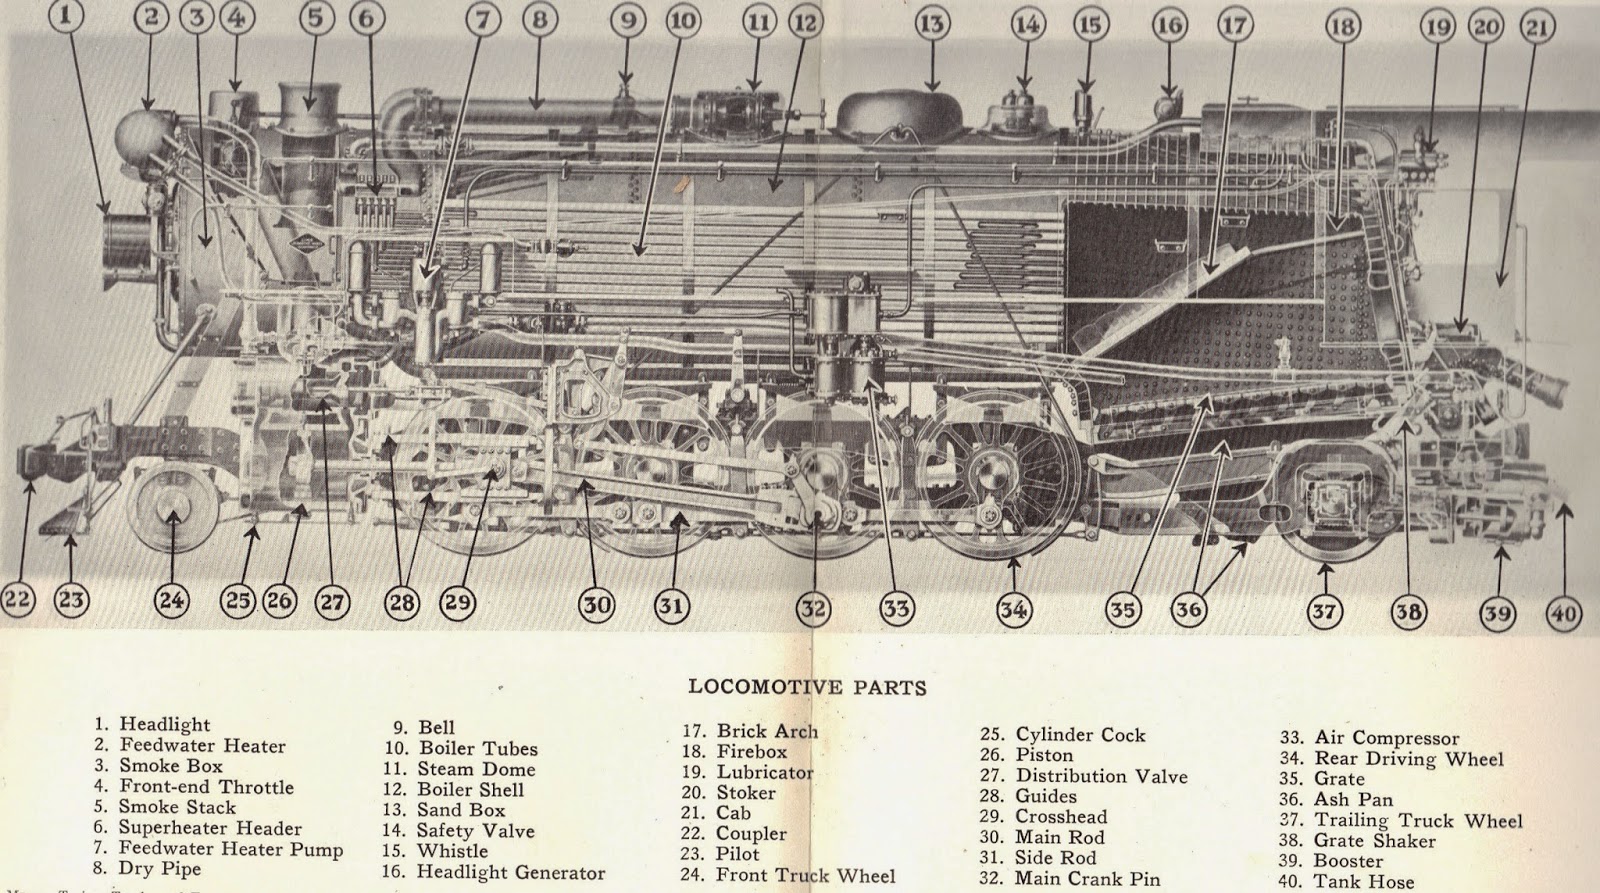 1 2 3 4 5 6 7 8 9 10 11 12 13 14 15 16 17 18 19 20 21
22 23 24 25 26 27 28 29 30 31 32 33 34 35 36 37 38 39 40
LOCOMOTIVE PARTS
1. Headlight
2. Feedwater Heater
3. Smoke Box
4. Front-end Throttle
5. Smoke Stack
6. Superheater Header
7. Feedwater Heater Pump
8. Dry Pipe
9. Bell
10. Boiler Tubes
11. Steam Dome
12. Boiler Shell
13. Sand Box
14. Safety Valve
15. Whistle
16. Headlight Generator
17. Brick Arch
18. Firebox
19. Lubricator
20. Stoker
21. Cab
22. Coupler
23. Pilot
24. Front Truck Wheel
25. Cylinder Cock
26. Piston
27. Distribution Valve
28. Guides
29. Crosshead
30. Main Rod
31. Side Rod
32. Main Crank Pin
33. Air Compressor
34. Rear Driving Wheel
35. Grate
36. Ash Pan
37. Trailing Truck Wheel
38. Grate Shaker
39. Booster
40. Tank Hose